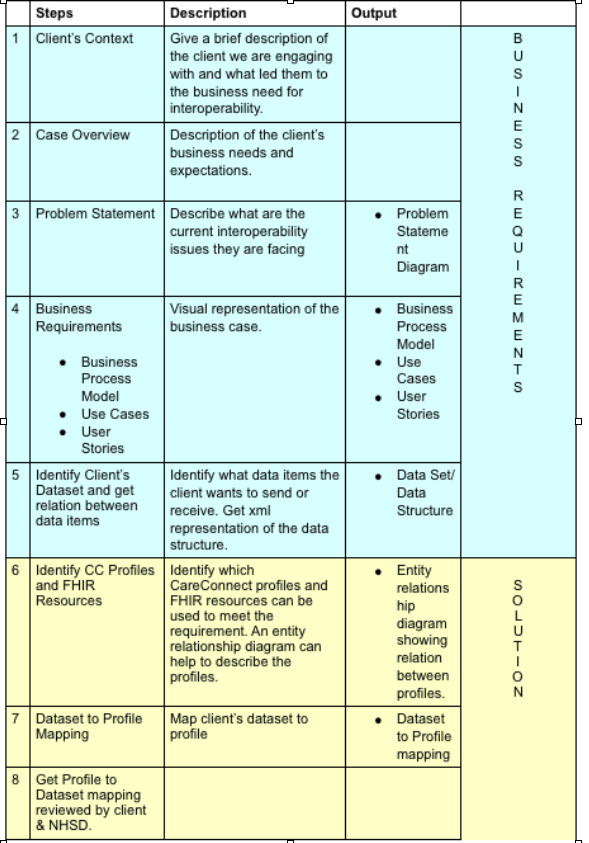 Steps
Description
Output
1
Client's Context
Give a brief description of
the client we are engaging
with and what led them to
the business need for
interoperability.
2
Case Overview
Description of the client's
business needs and
expectations.
3
Problem Statement
Describe what are the
current interoperability
issues they are facing
● Problem
Stateme
nt
Diagram
4
Business
Requirements
● Business
Process
Model
● Use Cases
● User
Stories
Visual representation of the
business case.
● Business
Process
Model
● Use
Cases
● User
Stories
5
Identify Client's
Dataset and get
relation between
data items
Identify what data items the
client wants to send or
receive. Get xml
representation of the data
structure.
● Data Set/
Data
Structure
B
U
S
I
N
E
S
S
R
E
Q
U
I
R
E
M
E
N
T
S
6
Identify CC Profiles
and FHIR
Resources
Identify which
CareConnect profiles and
FHIR resources can be
used to meet the
requirement. An entity
relationship diagram can
help to describe the
profiles.
● Entity
relations
hip
diagram
showing
relation
between
profiles.
7
Dataset to Profile
Mapping
Map client's dataset to
profile
● Dataset
to Profile
mapping
8
Get Profile to
Dataset mapping
reviewed by client
& NHSD.
S
O
L
U
T
I
O
N